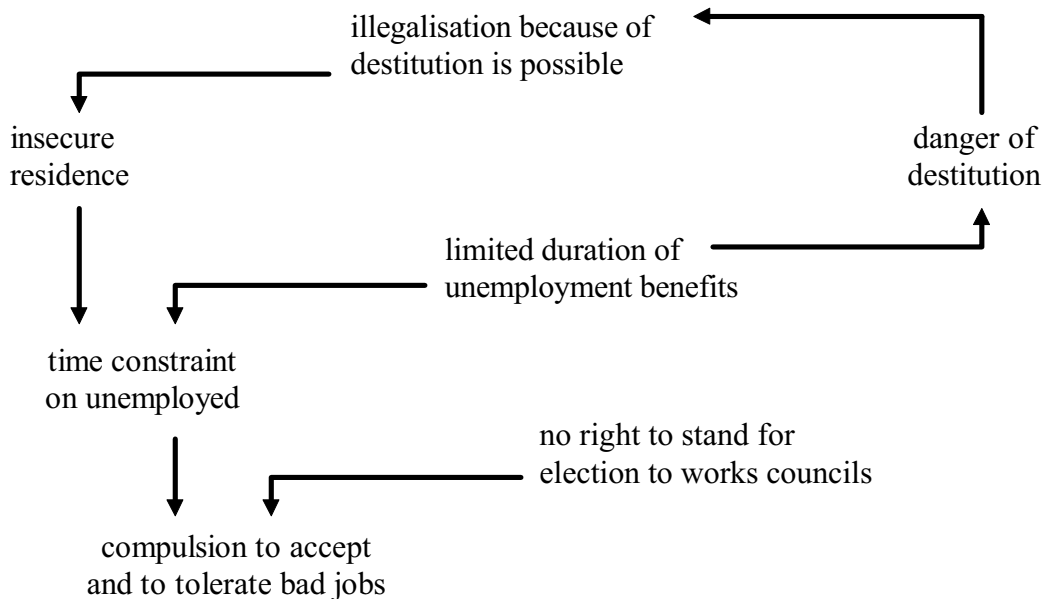 illegalisation because of
destitution is possible
insecure
residence
danger of
destitution
limited duration of
unemployment benefits
time constraint
on unemployed
no right to stand for
election to works councils
compulsion to accept
and to tolerate bad jobs